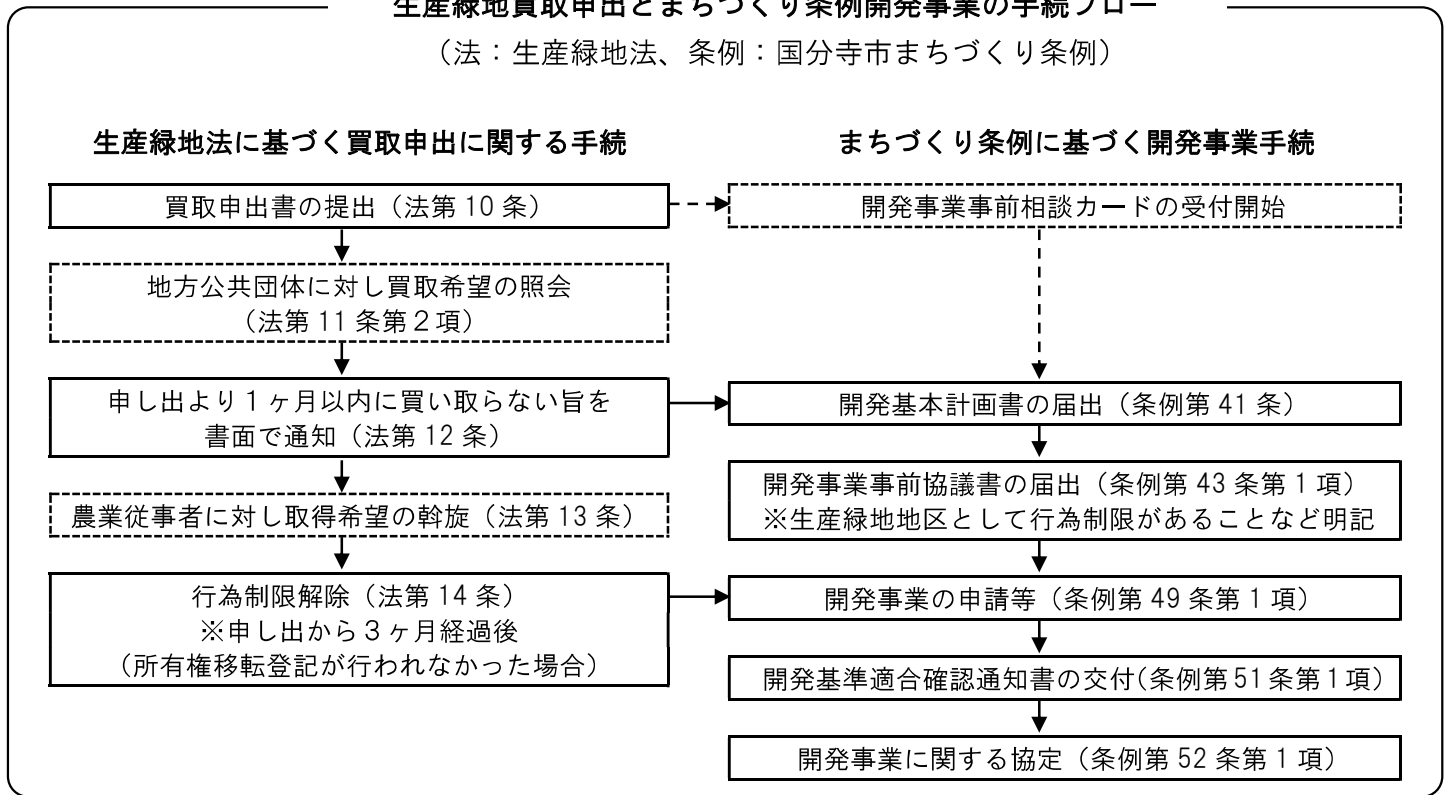 生産緑地買取申出とまちづくり条例開発事業の手続フロー
（法：生産緑地法、条例：国分寺市まちづくり条例）
生産緑地法に基づく買取申出に関する手続
買取申出書の提出（法第10条）
地方公共団体に対し買取希望の照会
（法第11条第２項）
申し出より１ヶ月以内に買い取らない旨を
書面で通知（法第12条）
農業従事者に対し取得希望の斡旋（法第13条）
行為制限解除（法第14条）
※申し出から３ヶ月経過後
（所有権移転登記が行われなかった場合）
まちづくり条例に基づく開発事業手続
開発事業事前相談カードの受付開始
開発基本計画書の届出（条例第41条）
開発事業事前協議書の届出（条例第43条第１項）
※生産緑地地区として行為制限があることなど明記
開発事業の申請等（条例第49条第１項）
開発基準適合確認通知書の交付(条例第51条第１項)
開発事業に関する協定（条例第52条第１項）